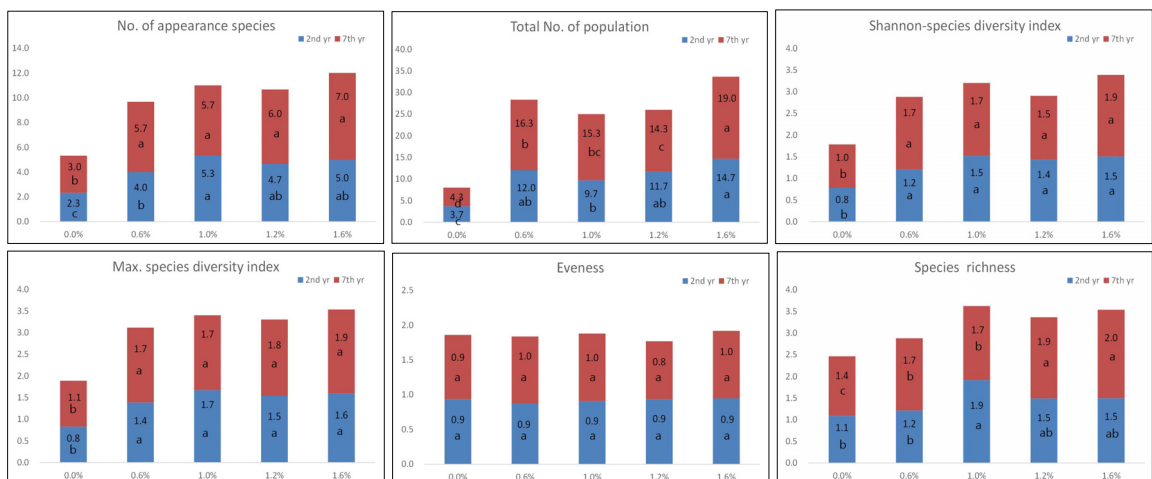 No. of appearance species
2nd yr 7th yr
14.0
12.0
10.0
8.0
6.0
4.0
2.0
0.0
3.0 5.7 5.7 6.0 7.0
b a a a a
2.3 4.0 5.3 4.7 5.0
c b a ab ab
0.0% 0.6% 1.0% 1.2% 1.6%
Total No. of population
2nd yr 7th yr
40.0
35.0
30.0
25.0
20.0
15.0
10.0
5.0
0.0
4.3 16.3 15.3 14.3 19.0
d b bc c a
3.7 12.0 9.7 11.7 14.7
c ab b ab a
0.0% 0.6% 1.0% 1.2% 1.6%
Shannon-species diversity index
2nd yr 7th yr
4.0
3.5
3.0
2.5
2.0
1.5
1.0
0.5
0.0
1.0 1.7 1.7 1.5 1.9
b a a a a
0.8 1.2 1.5 1.4 1.5
b a a a a
0.0% 0.6% 1.0% 1.2% 1.6%
Max. species diversity index
2nd yr 7th yr
4.0
3.5
3.0
2.5
2.0
1.5
1.0
0.5
0.0
1.1 1.7 1.7 1.8 1.9
b a a a a
0.8 1.4 1.7 1.5 1.6
b a a a a
0.0% 0.6% 1.0% 1.2% 1.6%
Eveness
2nd yr 7th yr
2.5
2.0
1.5
1.0
0.5
0.0
0.9 1.0 1.0 0.8 1.0
a a a a a
0.9 0.9 0.9 0.9 0.9
a a a a a
0.0% 0.6% 1.0% 1.2% 1.6%
Species richness
2nd yr 7th yr
4.0
3.5
3.0
2.5
2.0
1.5
1.0
0.5
0.0
1.4 1.7 1.7 1.9 2.0
c b b a a
1.1 1.2 1.9 1.5 1.5
b b a ab ab
0.0% 0.6% 1.0% 1.2% 1.6%